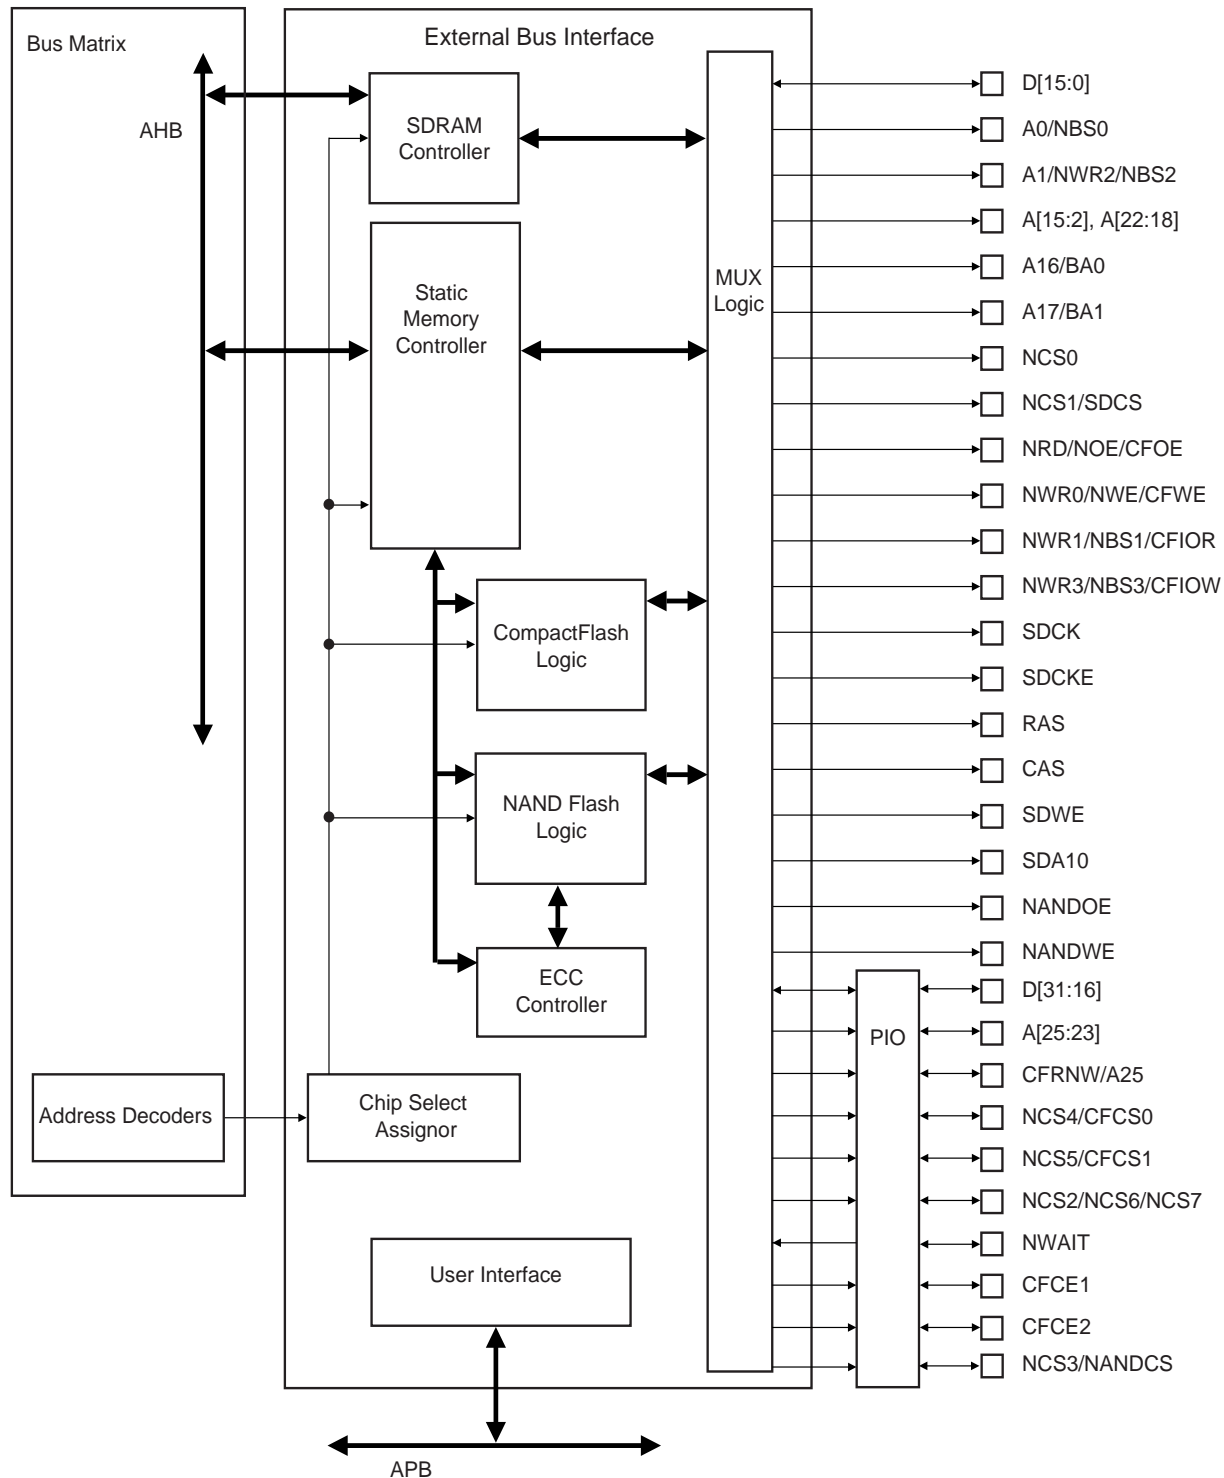 Bus Matrix
External Bus Interface
AHB
SDRAM
Controller
Static
Memory
Controller
MUX
Logic
CompactFlash
Logic
NAND Flash
Logic
ECC
Controller
Address Decoders
Chip Select
Assignor
User Interface
APB
PIO
D[15:0]
A0/NBS0
A1/NWR2/NBS2
A[15:2], A[22:18]
A16/BA0
A17/BA1
NCS0
NCS1/SDCS
NRD/NOE/CFOE
NWR0/NWE/CFWE
NWR1/NBS1/CFIOR
NWR3/NBS3/CFIOW
SDCK
SDCKE
RAS
CAS
SDWE
SDA10
NANDOE
NANDWE
D[31:16]
A[25:23]
CFRNW/A25
NCS4/CFCS0
NCS5/CFCS1
NCS2/NCS6/NCS7
NWAIT
CFCE1
CFCE2
NCS3/NANDCS